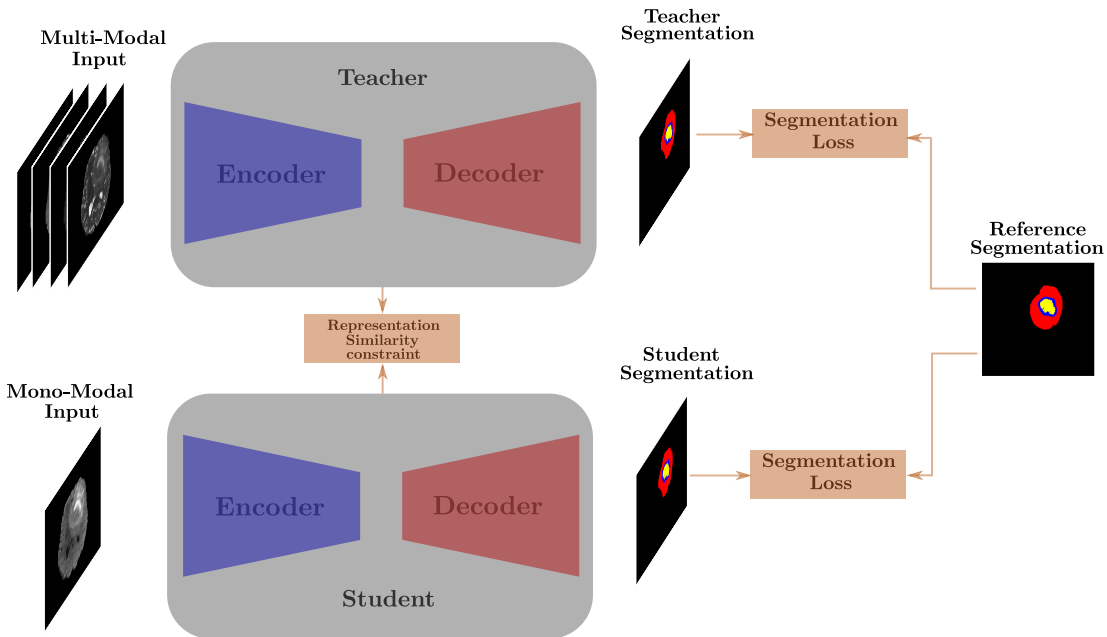 Multi-Modal
Input
Teacher
Encoder
Decoder
Teacher
Segmentation
Segmentation
Loss
Reference
Segmentation
Representation
Similarity
constraint
Mono-Modal
Input
Encoder
Decoder
Student
Student
Segmentation
Segmentation
Loss